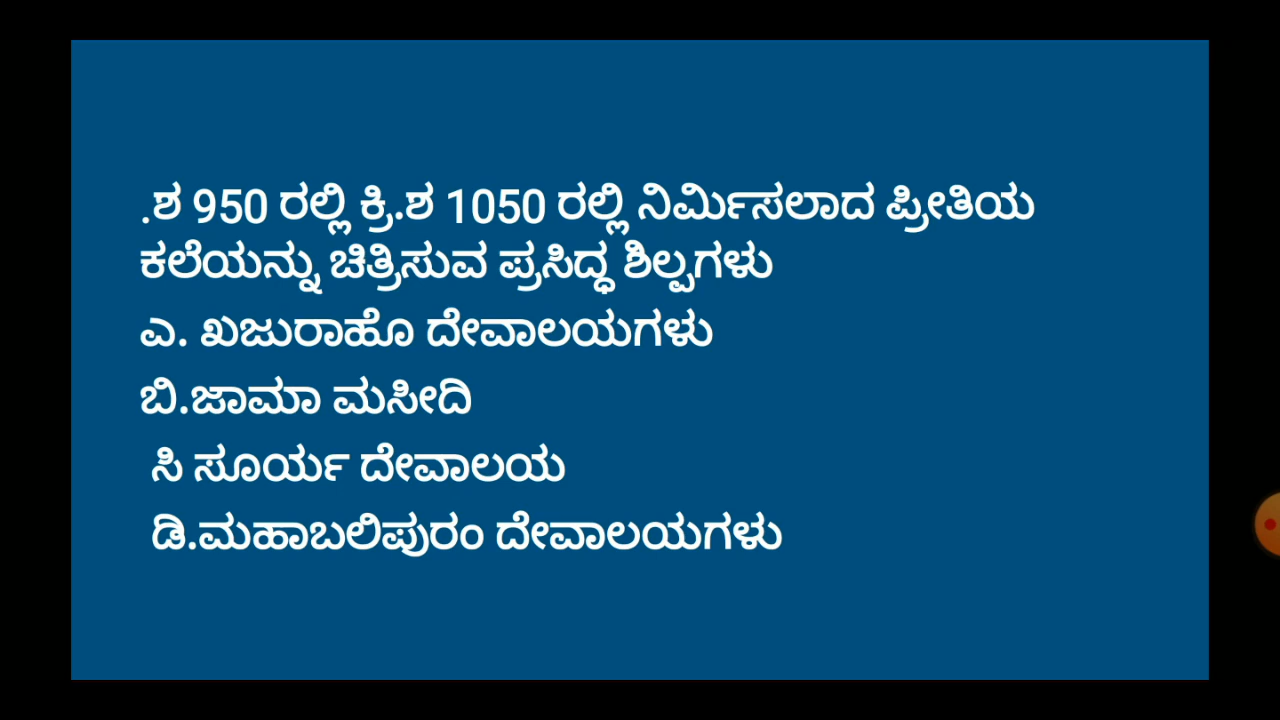 .ಶ 950 ರಲ್ಲಿ ಕ್ರಿ.ಶ 1050 ರಲ್ಲಿ ನಿರ್ಮಿಸಲಾದ ಪ್ರೀತಿಯ
ಕಲೆಯನ್ನು ಚಿತ್ರಿಸುವ ಪ್ರಸಿದ್ಧ ಶಿಲ್ಪಗಳು
ಎ. ಖಜುರಾಹೊ ದೇವಾಲಯಗಳು
ಬಿ.ಜಾಮಾ ಮಸೀದಿ
ಸಿ ಸೂರ್ಯ ದೇವಾಲಯ
ಡಿ.ಮಹಾಬಲಿಪುರಂ ದೇವಾಲಯಗಳು